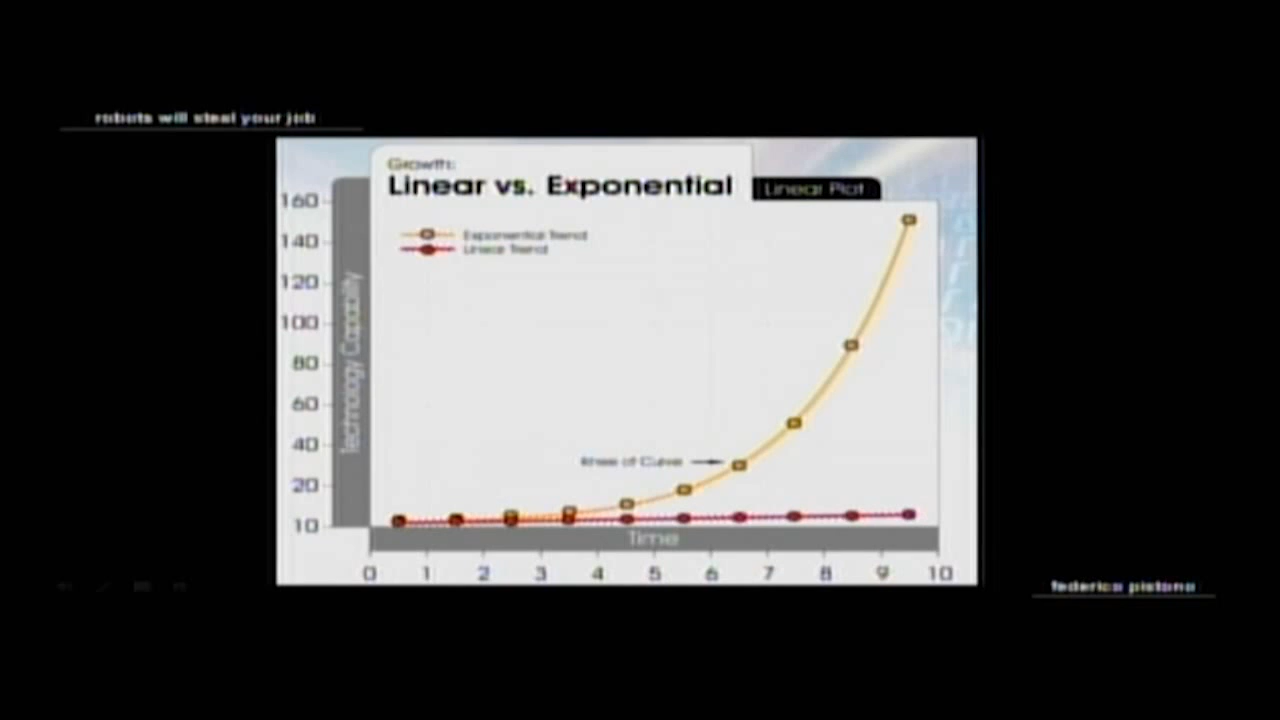 robots will steal your job
Growth:
Linear vs. Exponential
Linear Plot
Exponential Trend
Linear Trend
160
140
120
100
80
60
40
20
10
Technology Capability
Knee of Curve
Time
0 1 2 3 4 5 6 7 8 9 10
federico pistono